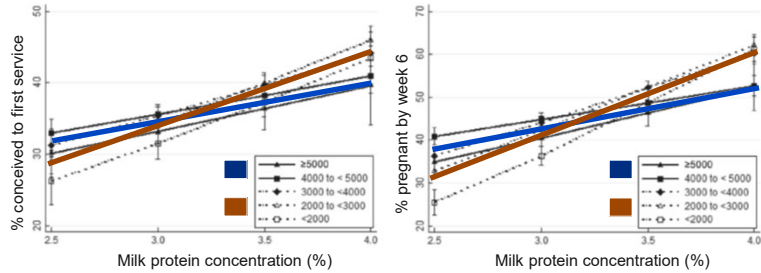 50
40
30
20
% conceived to first service
2.5
3.0
3.5
4.0
Milk protein concentration (%)
≥5000
4000 to < 5000
3000 to <4000
2000 to <3000
<2000
70
60
50
40
30
20
% pregnant by week 6
2.5
3.0
3.5
4.0
Milk protein concentration (%)
≥5000
4000 to < 5000
3000 to <4000
2000 to <3000
<2000